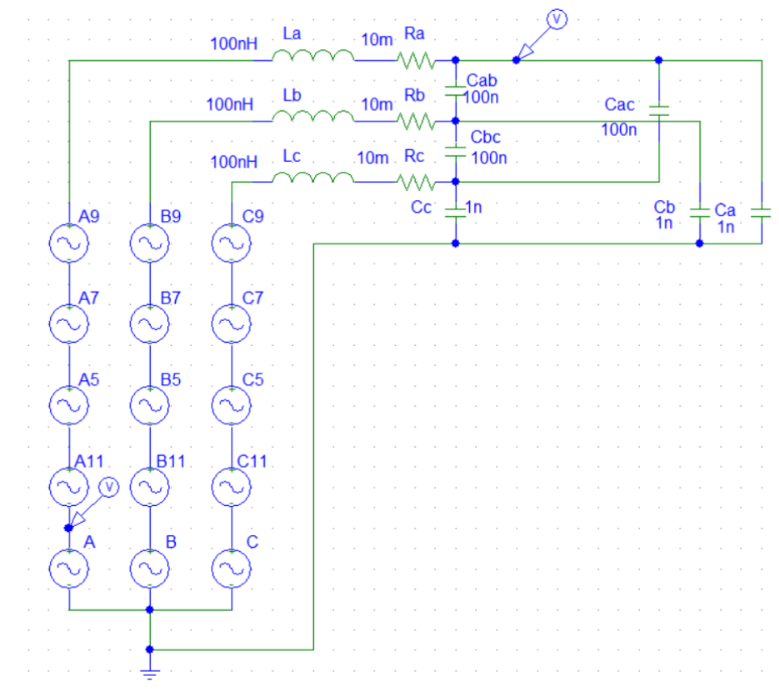 La Ra
100nH 10m
V
Cab
100n
Lb Rb
100nH 10m
Cac
100n
Cbc
100n
Lc Rc
100nH 10m
Cc 1n
Cb
1n
Ca
1n
A9 B9 C9
A7 B7 C7
A5 B5 C5
A11 B11 C11
V
A B C